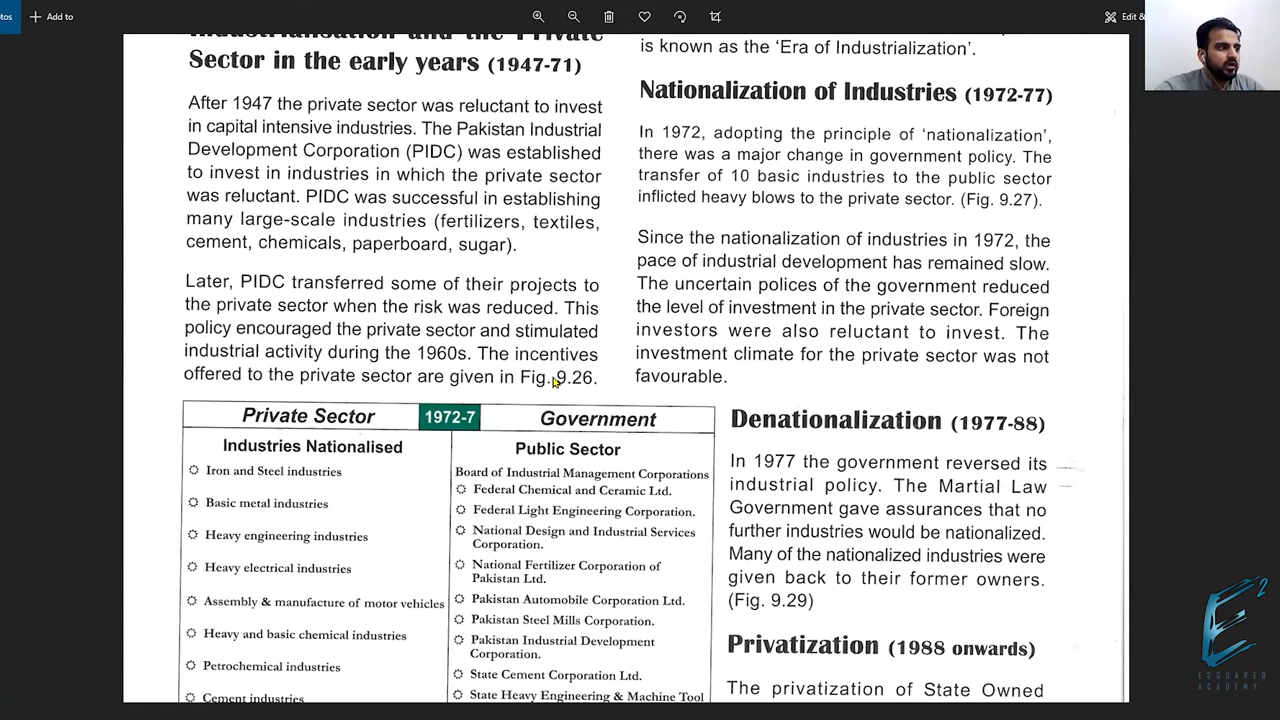 Add to
Edit &
Industrialisation and the Private
Sector in the early years (1947-71)
After 1947 the private sector was reluctant to invest
in capital intensive industries. The Pakistan Industrial
Development Corporation (PIDC) was established
to invest in industries in which the private sector
was reluctant. PIDC was successful in establishing
many large-scale industries (fertilizers, textiles,
cement, chemicals, paperboard, sugar).
Later, PIDC transferred some of their projects to
the private sector when the risk was reduced. This
policy encouraged the private sector and stimulated
industrial activity during the 1960s. The incentives
offered to the private sector are given in Fig. 9.26.
is known as the ‘Era of Industrialization’.
Nationalization of Industries (1972-77)
In 1972, adopting the principle of ‘nationalization’,
there was a major change in government policy. The
transfer of 10 basic industries to the public sector
inflicted heavy blows to the private sector. (Fig. 9.27).
Since the nationalization of industries in 1972, the
pace of industrial development has remained slow.
The uncertain polices of the government reduced
the level of investment in the private sector. Foreign
investors were also reluctant to invest. The
investment climate for the private sector was not
favourable.
Private Sector 1972-7 Government
Industries Nationalised
Iron and Steel industries
Basic metal industries
Heavy engineering industries
Heavy electrical industries
Assembly & manufacture of motor vehicles
Heavy and basic chemical industries
Petrochemical industries
Cement industries
Public Sector
Board of Industrial Management Corporations
Federal Chemical and Ceramic Ltd.
Federal Light Engineering Corporation.
National Design and Industrial Services
Corporation.
National Fertilizer Corporation of
Pakistan Ltd.
Pakistan Automobile Corporation Ltd.
Pakistan Steel Mills Corporation.
Pakistan Industrial Development
Corporation.
State Cement Corporation Ltd.
State Heavy Engineering & Machine Tool
Denationalization (1977-88)
In 1977 the government reversed its
industrial policy. The Martial Law
Government gave assurances that no
further industries would be nationalized.
Many of the nationalized industries were
given back to their former owners.
(Fig. 9.29)
Privatization (1988 onwards)
The privatization of State Owned
E2
ESQUARED
ACADEMY